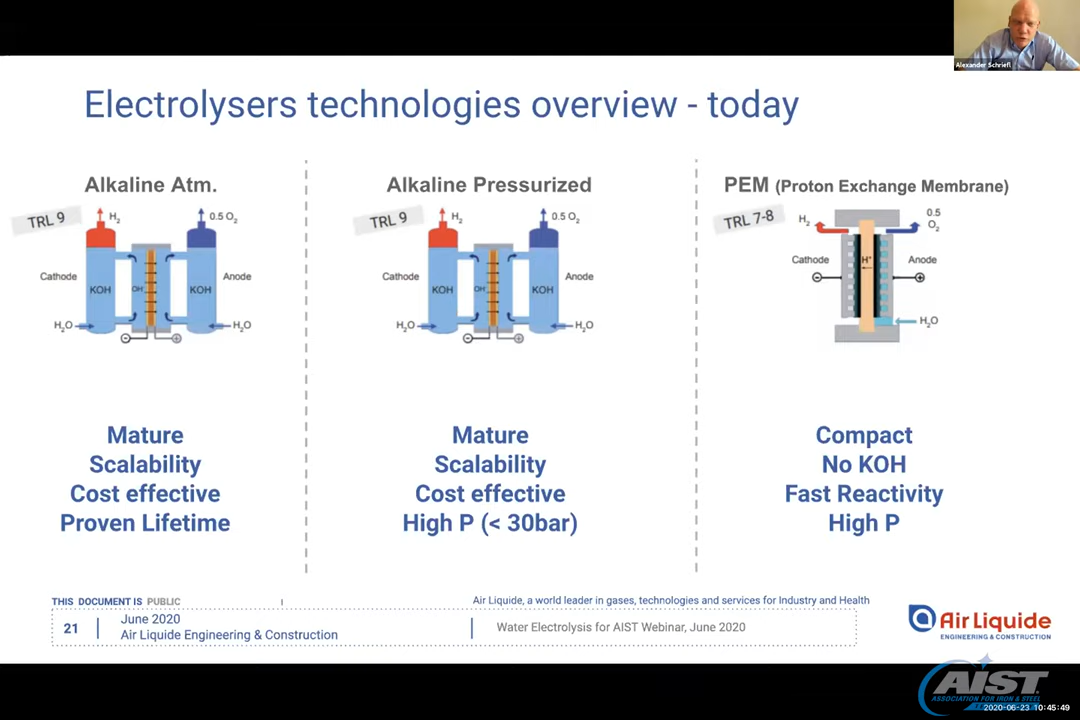 Alexander Schriefl
Electrolysers technologies overview - today
Alkaline Atm.
TRL 9
H₂
0.5 O₂
Cathode
Anode
KOH
OH⁻
KOH
H₂O
H₂O
Alkaline Pressurized
TRL 9
H₂
0.5 O₂
Cathode
Anode
KOH
OH⁻
KOH
H₂O
H₂O
PEM (Proton Exchange Membrane)
TRL 7-8
H₂
0.5
O₂
Cathode
Anode
H⁺
H₂O
Mature
Scalability
Cost effective
Proven Lifetime
Mature
Scalability
Cost effective
High P (< 30bar)
Compact
No KOH
Fast Reactivity
High P
THIS DOCUMENT IS PUBLIC
Air Liquide, a world leader in gases, technologies and services for Industry and Health
21
June 2020
Air Liquide Engineering & Construction
Water Electrolysis for AIST Webinar, June 2020
Air Liquide
ENGINEERING & CONSTRUCTION
AIST
ASSOCIATION FOR IRON & STEEL
2020-06-23 10:45:49